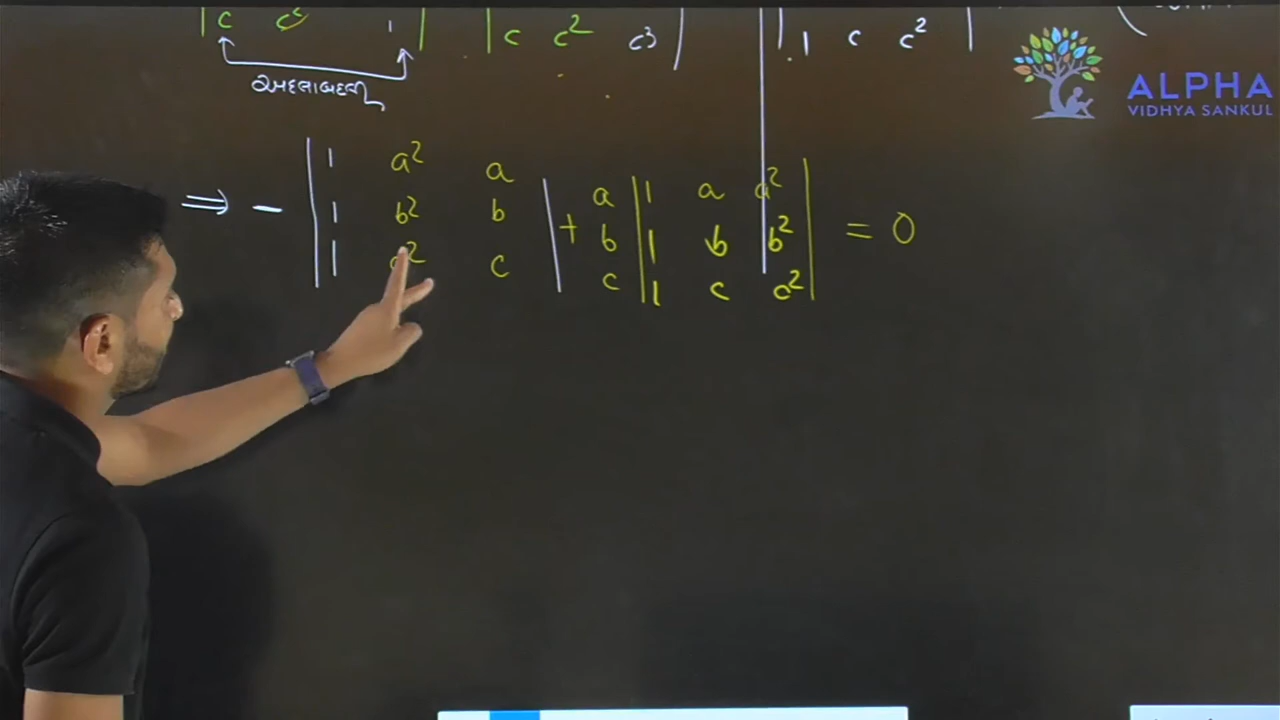 c c² 1 c c² c³ 1 c c²
અદલાબદલી
ALPHA
VIDHYA SANKUL
⇒ - | 1 a² a | + a | 1 a a² | = 0
1 b² b b 1 b b²
1 c² c c 1 c c²